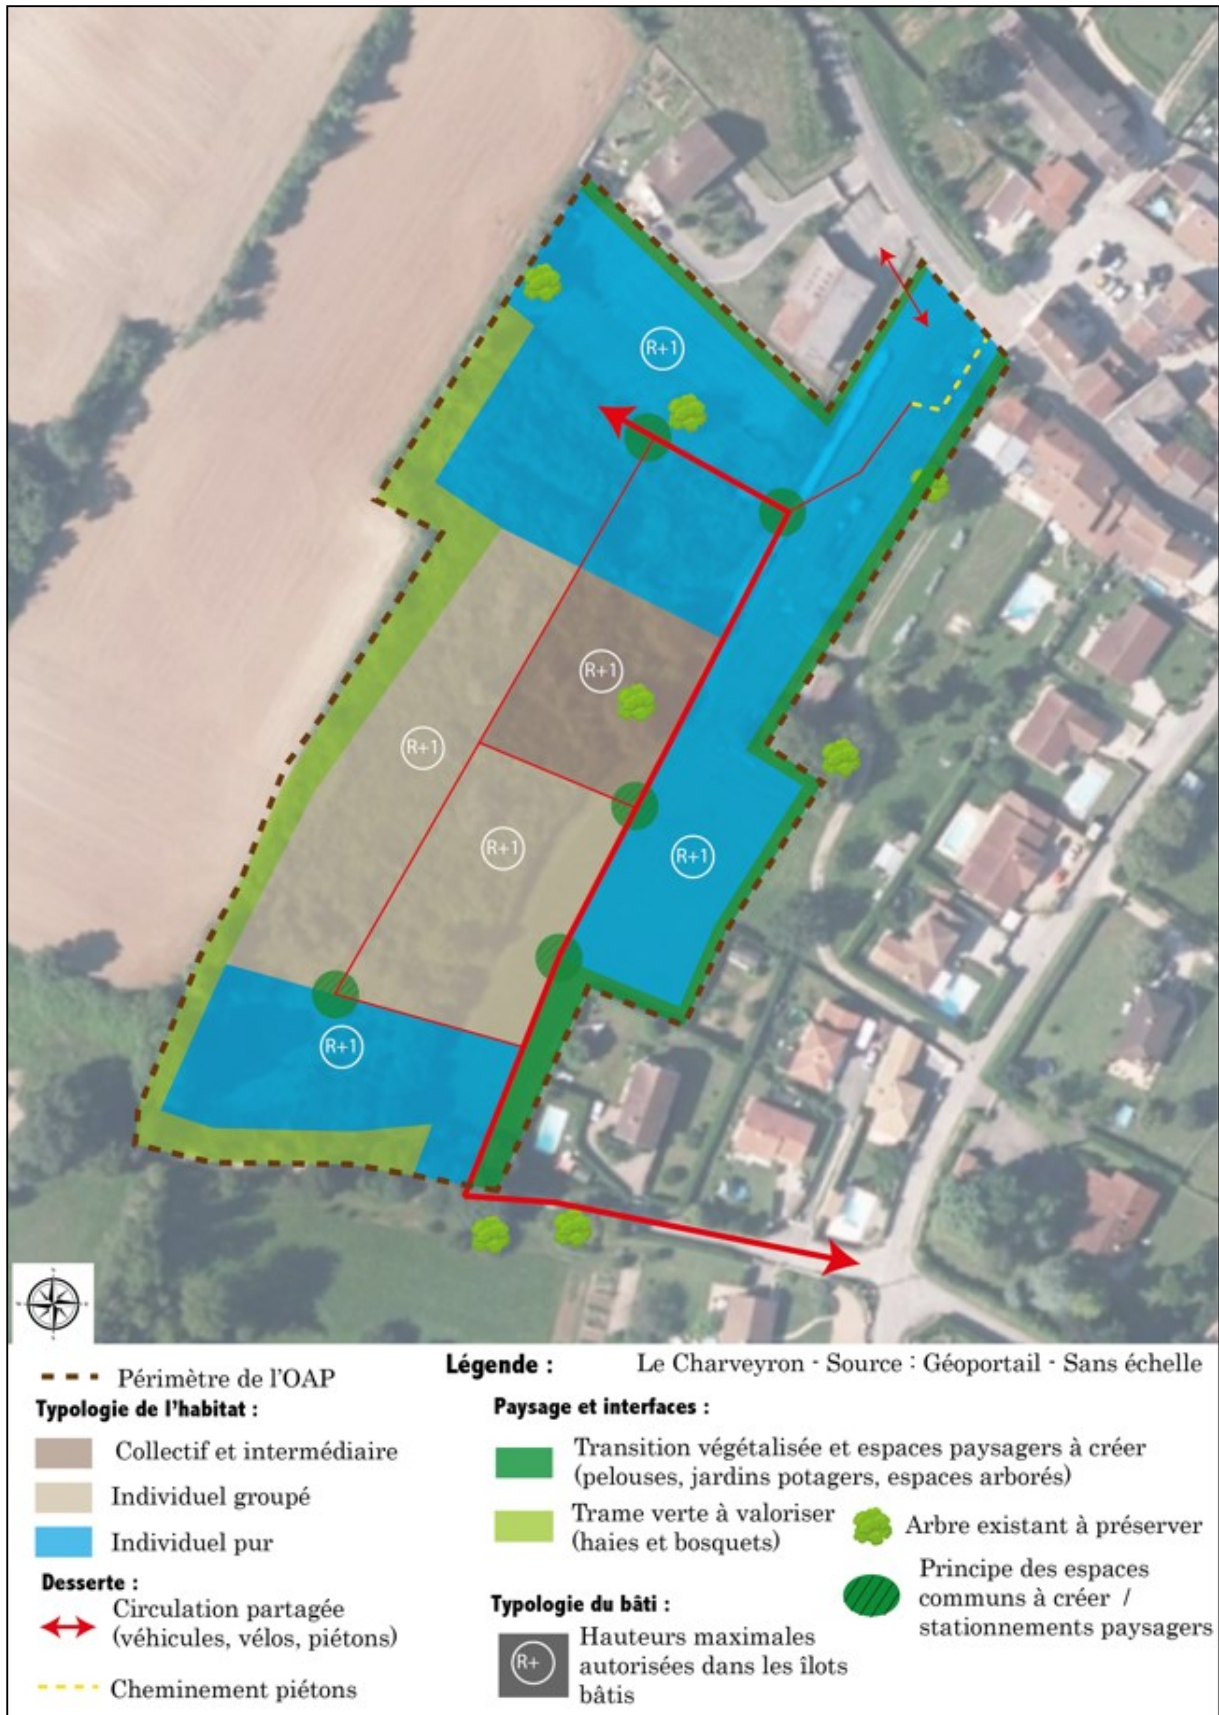 R+1
R+1
R+1
R+1
R+1
R+1
Légende : Le Charveyron - Source : Géoportail - Sans échelle
Périmètre de l'OAP
Typologie de l'habitat :
Collectif et intermédiaire
Individuel groupé
Individuel pur
Desserte :
Circulation partagée
(véhicules, vélos, piétons)
Cheminement piétons
Paysage et interfaces :
Transition végétalisée et espaces paysagers à créer
(pelouses, jardins potagers, espaces arborés)
Trame verte à valoriser
(haies et bosquets)
Arbre existant à préserver
Principe des espaces
communs à créer /
stationnements paysagers
Typologie du bâti :
R+
Hauteurs maximales
autorisées dans les îlots
bâtis